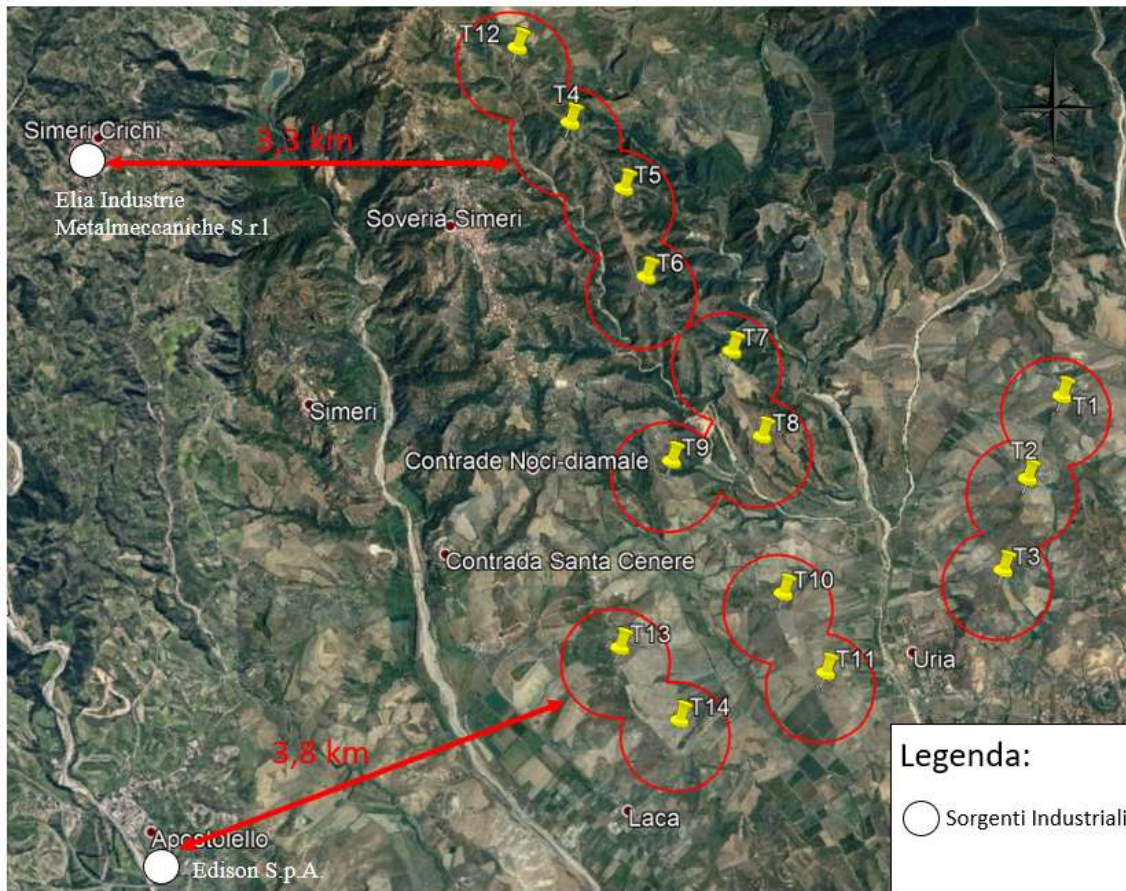 T12
T4
Simeri Crichi
3,3 km
T5
Elia Industrie
Metalmeccaniche S.r.l
Soveria Simeri
T6
T7
T1
Simeri
T8
T9
Contrade Noci-diamale
T2
Contrada Santa Cenere
T3
T10
T13
T11
Uria
T14
3,8 km
Legenda:
Laca
Sorgenti Industriali
Apostolello
Edison S.p.A.